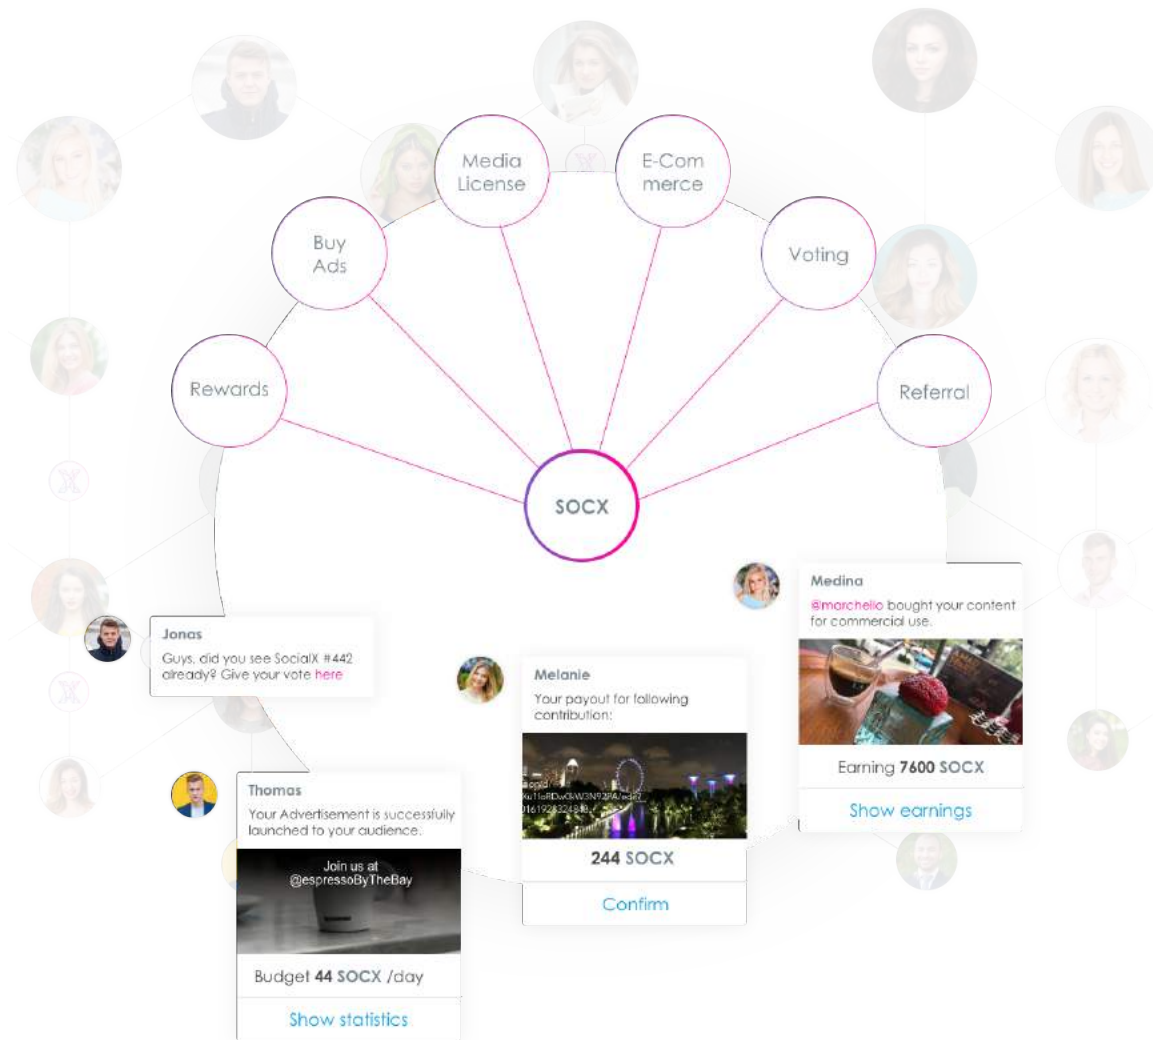 Media
License
E-Com
merce
Buy
Ads
Voting
Rewards
Referral
SOCX
Medina
@marchello bought your content
for commercial use.
Earning 7600 SOCX
Show earnings
Jonas
Guys, did you see SocialX #442
already? Give your vote here
Melanie
Your payout for following
contribution:
244 SOCX
Confirm
Thomas
Your Advertisement is successfully
launched to your audience.
Join us at
@espressoByTheBay
Budget 44 SOCX /day
Show statistics